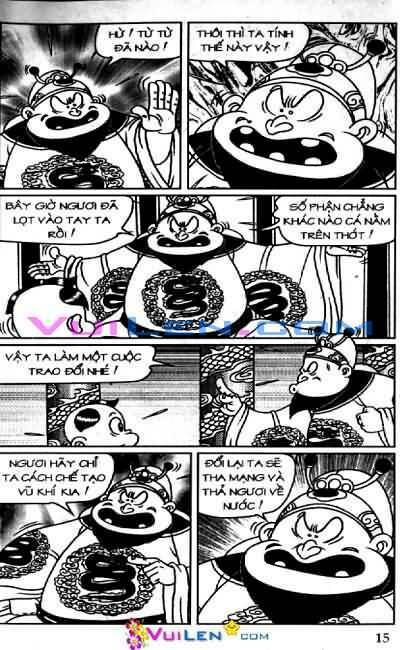 HỪ! TỪ TỪ
ĐÃ NÀO!
THÔI THÌ TA TÍNH
THẾ NÀY VẬY!
BÂY GIỜ NGƯƠI ĐÃ
LỌT VÀO TAY TA
RỒI!
SỐ PHẬN CHẲNG
KHÁC NÀO CÁ NẰM
TRÊN THỚT!
VUILEN.COM
VẬY TA LÀM MỘT CUỘC
TRAO ĐỔI NHÉ!
NGƯƠI HÃY CHỈ
TA CÁCH CHẾ TẠO
VŨ KHÍ KIA!
ĐỔI LẠI TA SẼ
THA MẠNG VÀ
THẢ NGƯƠI VỀ
NƯỚC!
15
VUILEN.COM